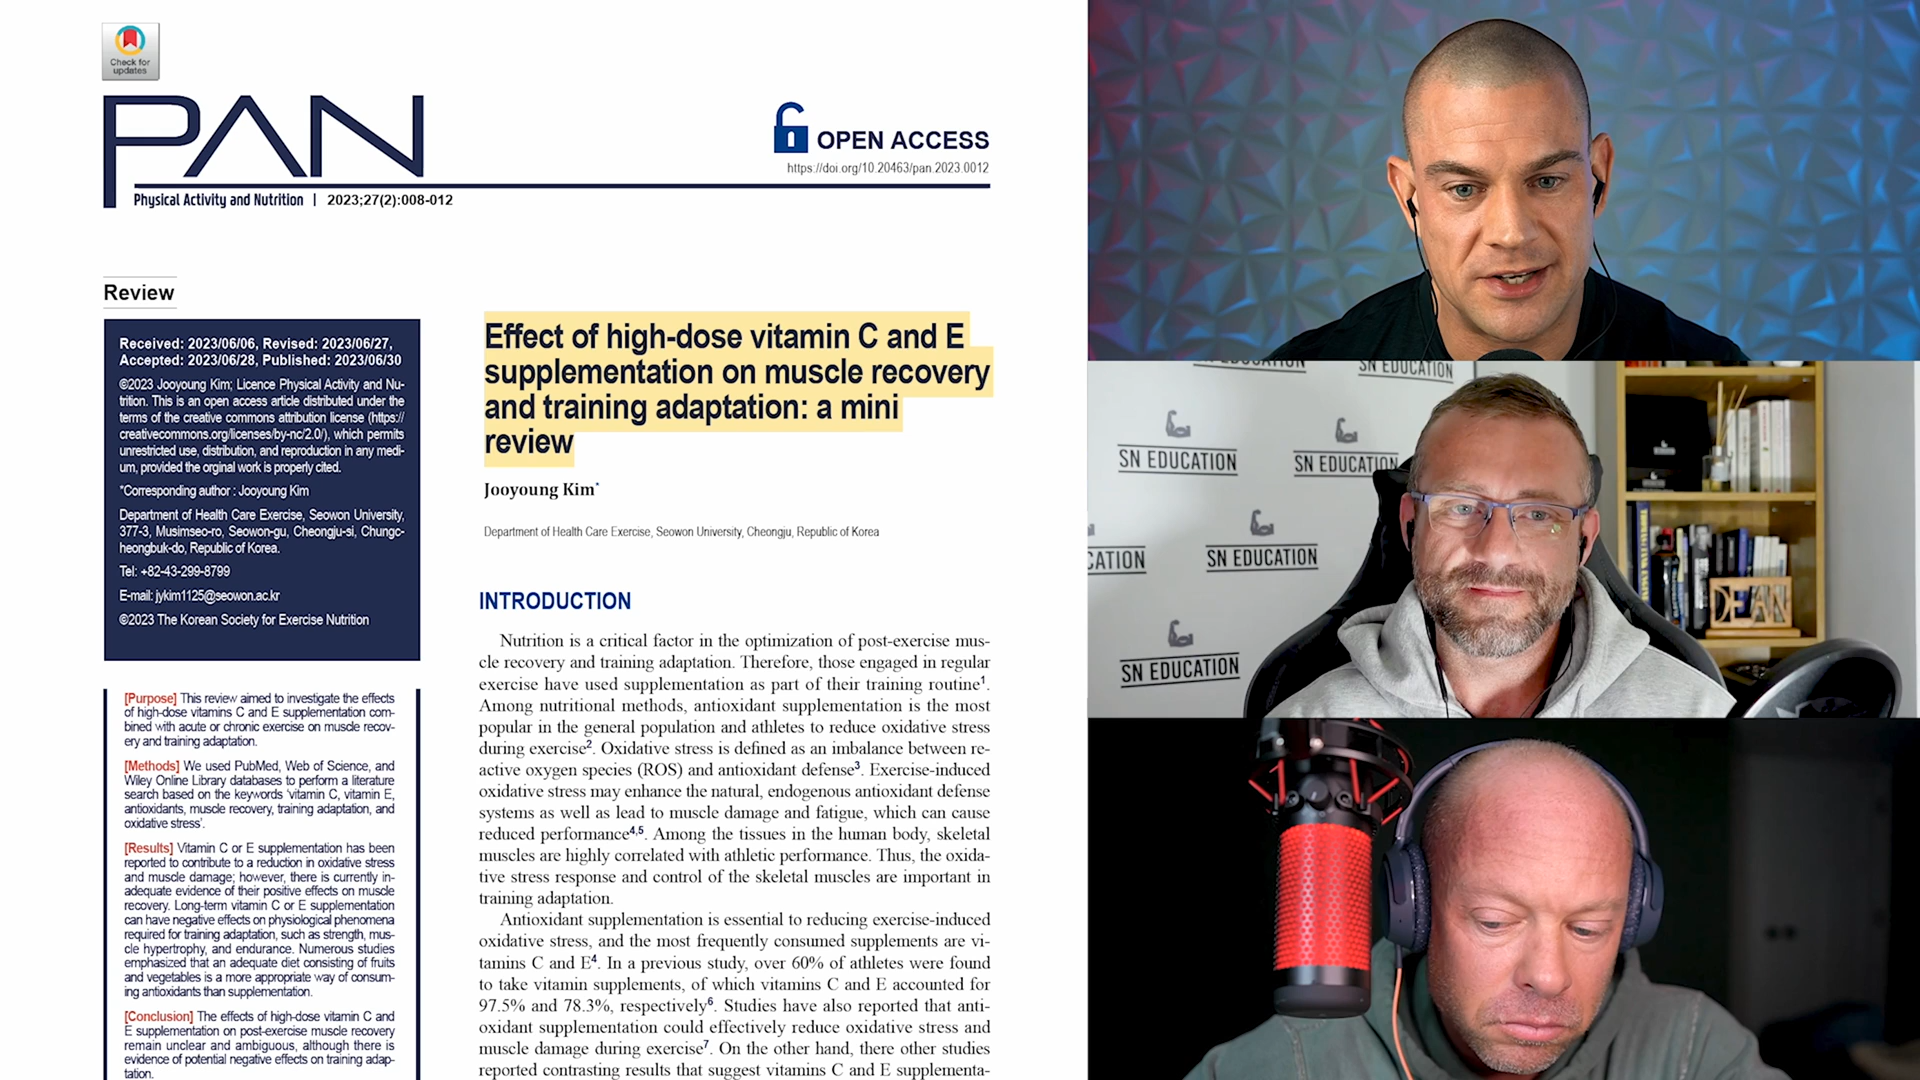 Check for
updates
PAN
OPEN ACCESS
https://doi.org/10.20463/pan.2023.0012
Physical Activity and Nutrition | 2023;27(2):008-012
Review
Received: 2023/06/06, Revised: 2023/06/27,
Accepted: 2023/06/28, Published: 2023/06/30
©2023 Jooyoung Kim; Licence Physical Activity and Nu-
trition. This is an open access article distributed under the
terms of the creative commons attribution license (https://
creativecommons.org/licenses/by-nc/2.0/), which permits
unrestricted use, distribution, and reproduction in any medi-
um, provided the orginal work is properly cited.
*Corresponding author : Jooyoung Kim
Department of Health Care Exercise, Seowon University,
377-3, Musimseo-ro, Seowon-gu, Cheongju-si, Chungc-
heongbuk-do, Republic of Korea.
Tel: +82-43-299-8799
E-mail: jykim1125@seowon.ac.kr
©2023 The Korean Society for Exercise Nutrition
[Purpose] This review aimed to investigate the effects
of high-dose vitamins C and E supplementation com-
bined with acute or chronic exercise on muscle recov-
ery and training adaptation.
[Methods] We used PubMed, Web of Science, and
Wiley Online Library databases to perform a literature
search based on the keywords 'vitamin C, vitamin E,
antioxidants, muscle recovery, training adaptation, and
oxidative stress'.
[Results] Vitamin C or E supplementation has been
reported to contribute to a reduction in oxidative stress
and muscle damage; however, there is currently in-
adequate evidence of their positive effects on muscle
recovery. Long-term vitamin C or E supplementation
can have negative effects on physiological phenomena
required for training adaptation, such as strength, mus-
cle hypertrophy, and endurance. Numerous studies
emphasized that an adequate diet consisting of fruits
and vegetables is a more appropriate way of consum-
ing antioxidants than supplementation.
[Conclusion] The effects of high-dose vitamin C and
E supplementation on post-exercise muscle recovery
remain unclear and ambiguous, although there is
evidence of potential negative effects on training adap-
tation.
Effect of high-dose vitamin C and E
supplementation on muscle recovery
and training adaptation: a mini
review
Jooyoung Kim*
Department of Health Care Exercise, Seowon University, Cheongju, Republic of Korea
INTRODUCTION
Nutrition is a critical factor in the optimization of post-exercise mus-
cle recovery and training adaptation. Therefore, those engaged in regular
exercise have used supplementation as part of their training routine1.
Among nutritional methods, antioxidant supplementation is the most
popular in the general population and athletes to reduce oxidative stress
during exercise2. Oxidative stress is defined as an imbalance between re-
active oxygen species (ROS) and antioxidant defense3. Exercise-induced
oxidative stress may enhance the natural, endogenous antioxidant defense
systems as well as lead to muscle damage and fatigue, which can cause
reduced performance4,5. Among the tissues in the human body, skeletal
muscles are highly correlated with athletic performance. Thus, the oxida-
tive stress response and control of the skeletal muscles are important in
training adaptation.
Antioxidant supplementation is essential to reducing exercise-induced
oxidative stress, and the most frequently consumed supplements are vi-
tamins C and E4. In a previous study, over 60% of athletes were found
to take vitamin supplements, of which vitamins C and E accounted for
97.5% and 78.3%, respectively6. Studies have also reported that anti-
oxidant supplementation could effectively reduce oxidative stress and
muscle damage during exercise7. On the other hand, there other studies
reported contrasting results that suggest vitamins C and E supplementa-
EDUCATION
SN EDUCATION
SN EDUCATION
SN EDUCATION
CATION
SN EDUCATION
SN EDUCATION
DEAN